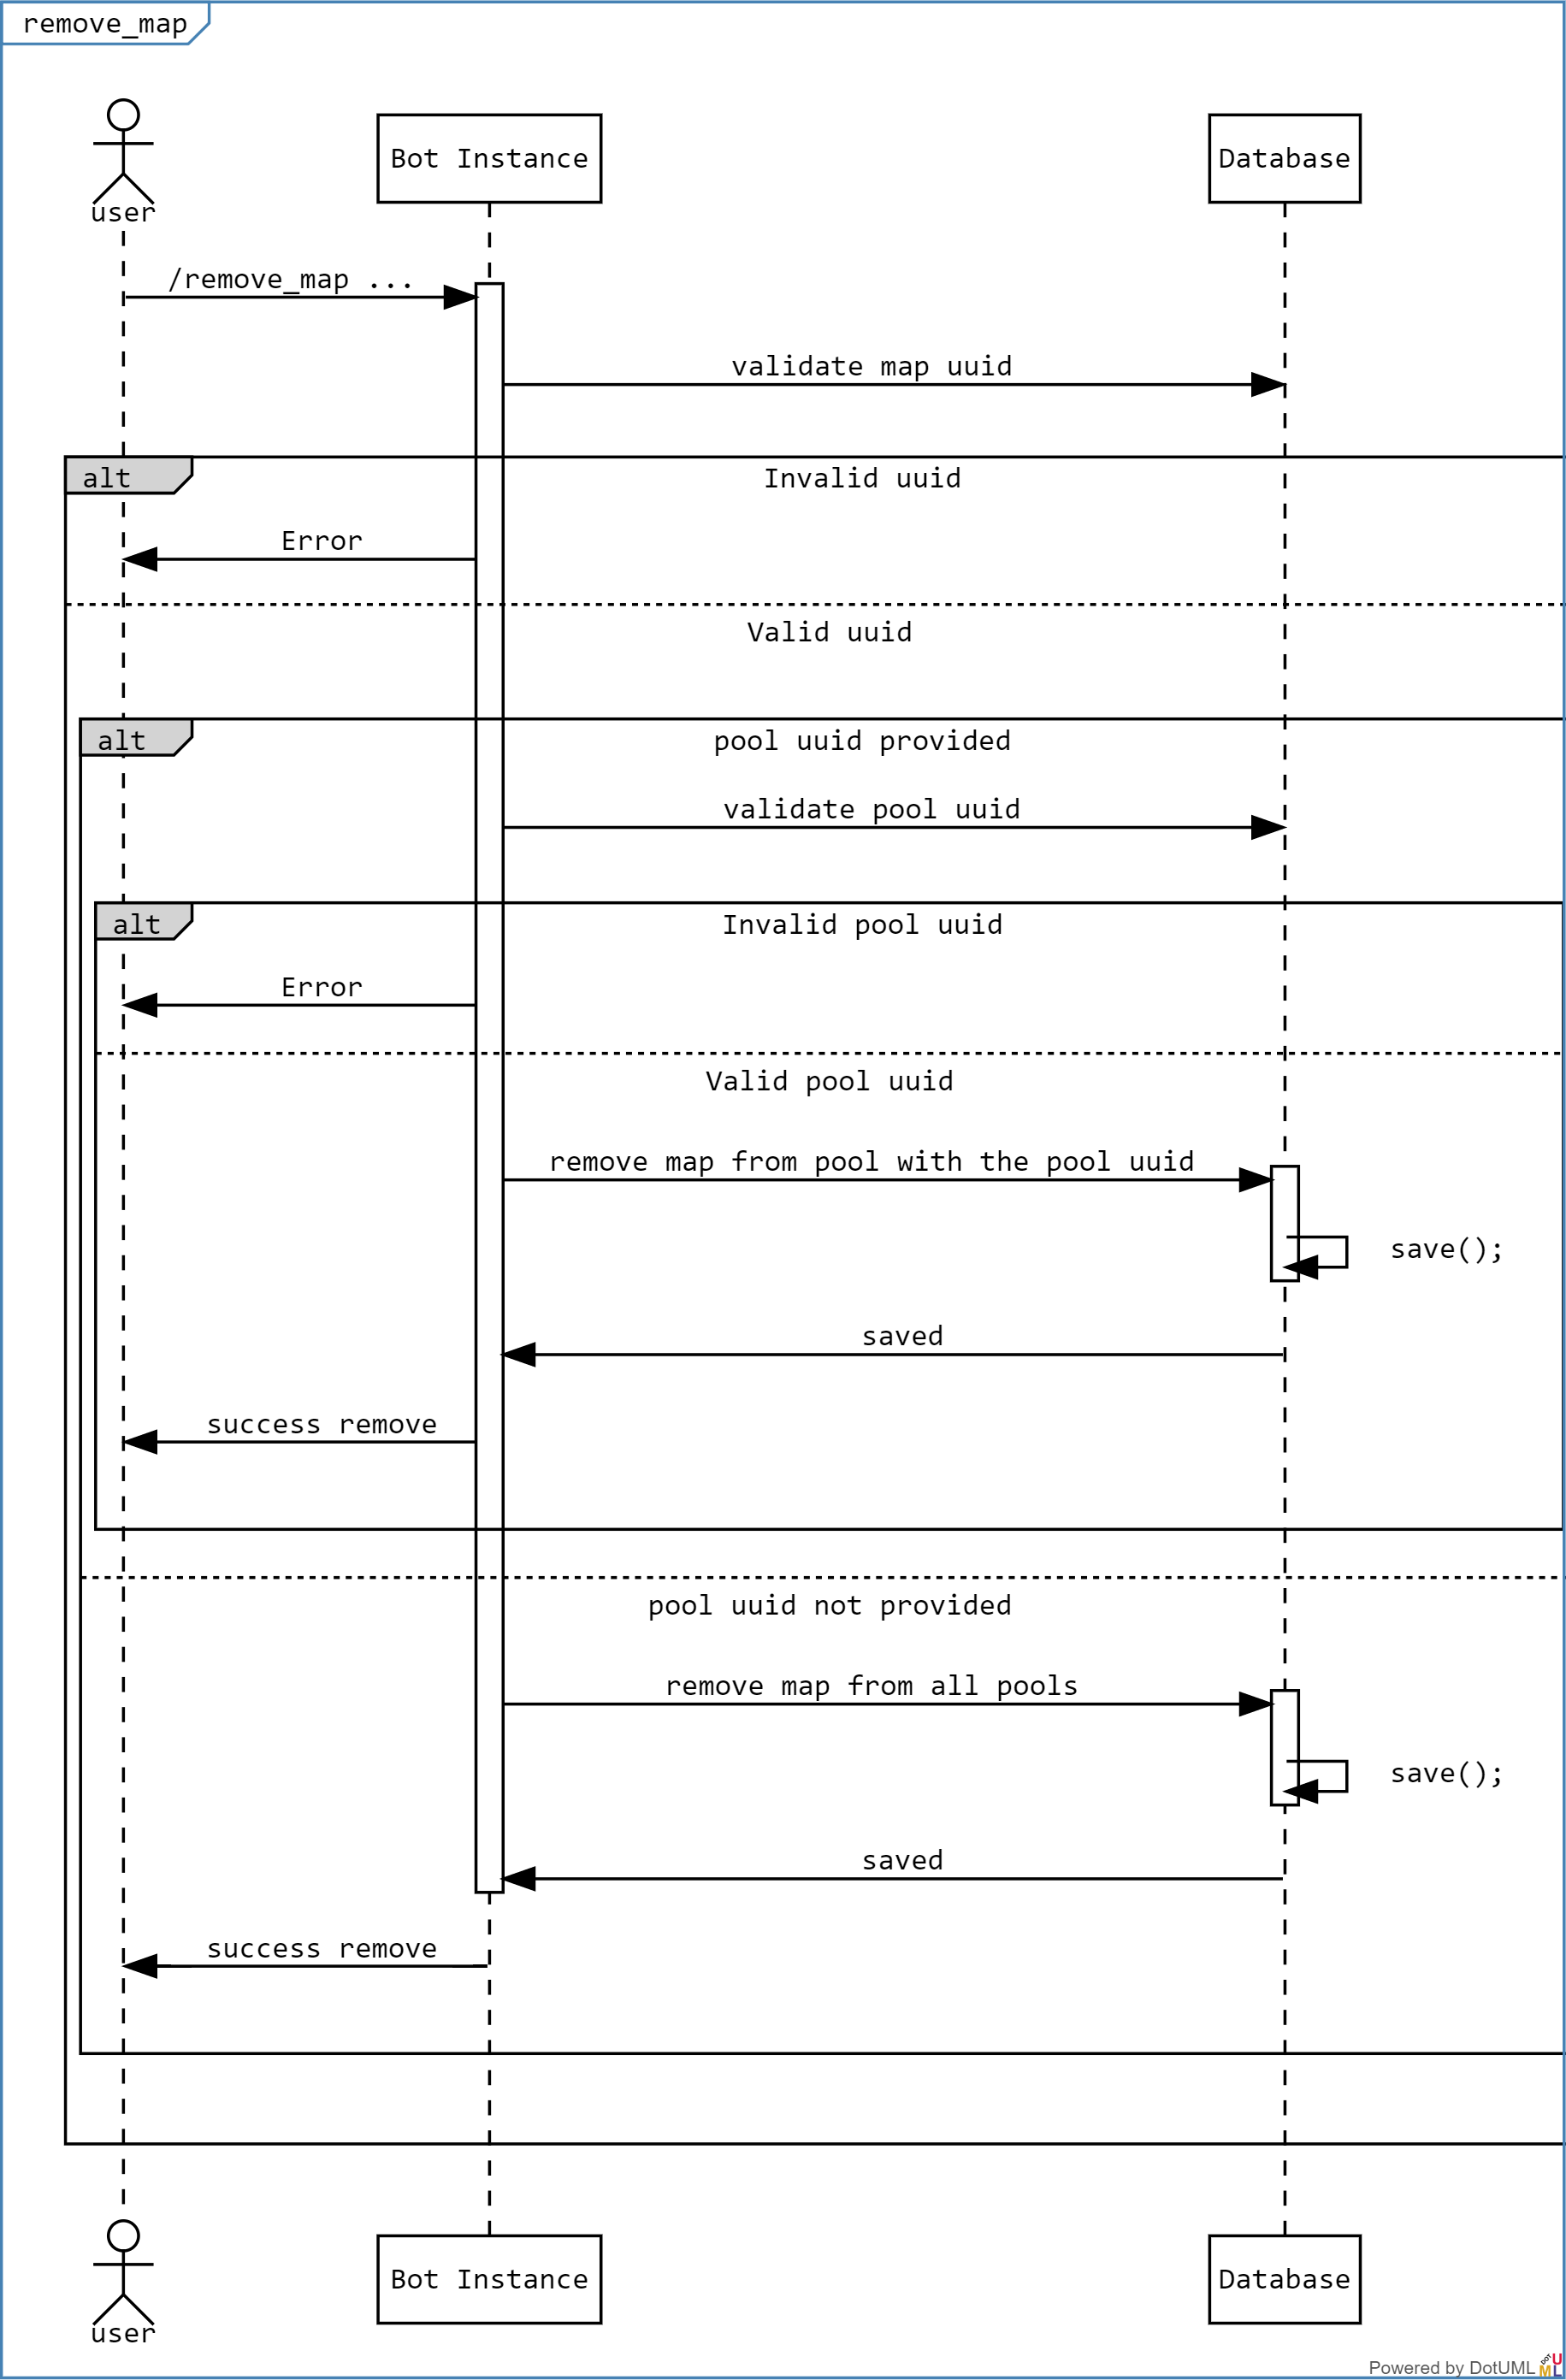 remove_map
user
Bot Instance
Database
/remove_map ...
validate map uuid
alt
Invalid uuid
Error
Valid uuid
alt
pool uuid provided
validate pool uuid
alt
Invalid pool uuid
Error
Valid pool uuid
remove map from pool with the pool uuid
save();
saved
success remove
pool uuid not provided
remove map from all pools
save();
saved
success remove
user
Bot Instance
Database
Powered by DotUML
DOT
U
M
L